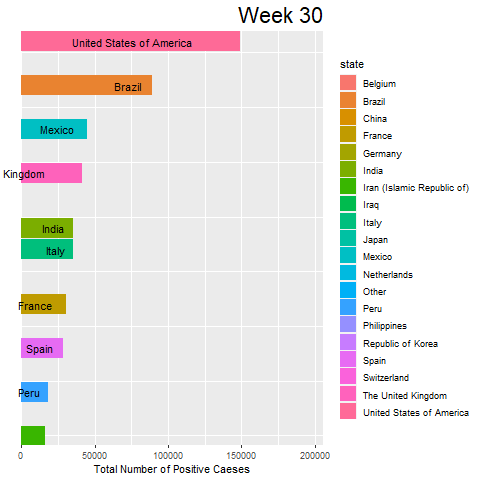 Week 30
United States of America
Brazil
Mexico
Kingdom
India
Italy
France
Spain
Peru
0 50000 100000 150000 200000
Total Number of Positive Caeses
state
Belgium
Brazil
China
France
Germany
India
Iran (Islamic Republic of)
Iraq
Italy
Japan
Mexico
Netherlands
Other
Peru
Philippines
Republic of Korea
Spain
Switzerland
The United Kingdom
United States of America